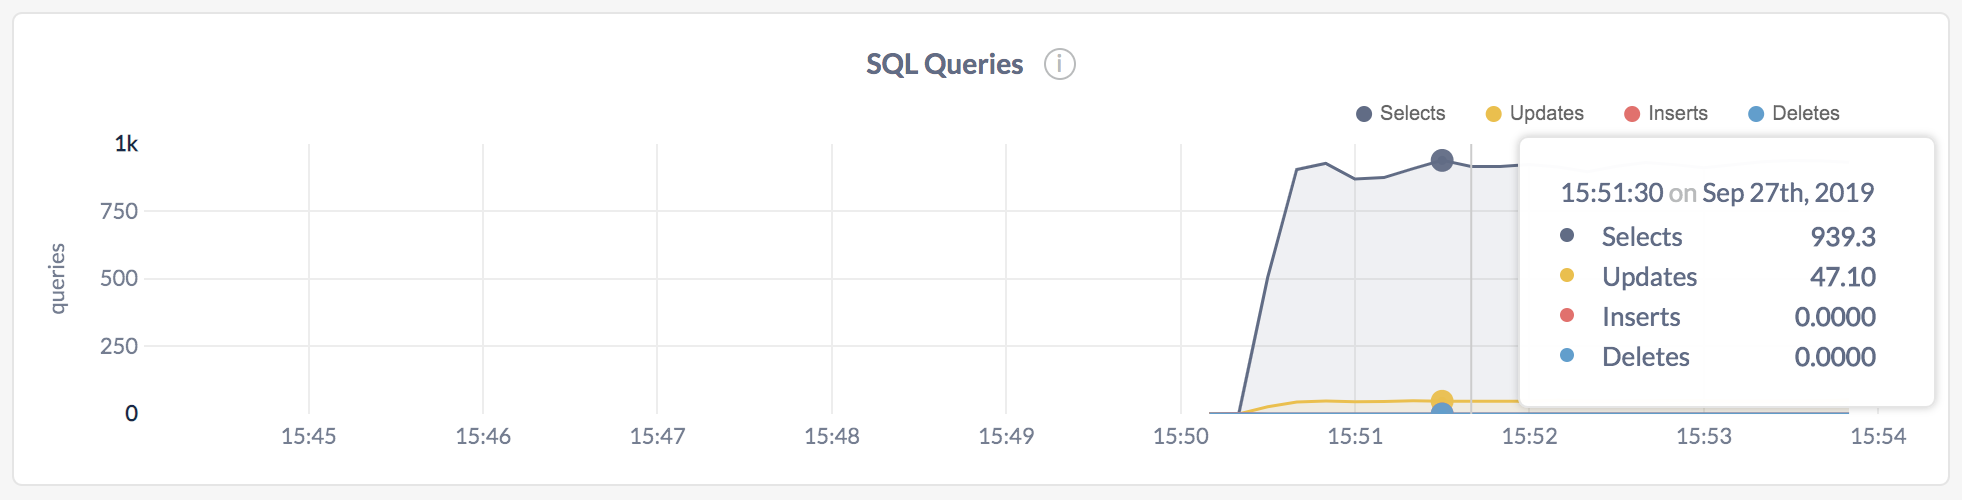 SQL Queries i
Selects Updates Inserts Deletes
1k
750
500
250
0
queries
15:45 15:46 15:47 15:48 15:49 15:50 15:51 15:52 15:53 15:54
15:51:30 on Sep 27th, 2019
Selects 939.3
Updates 47.10
Inserts 0.0000
Deletes 0.0000